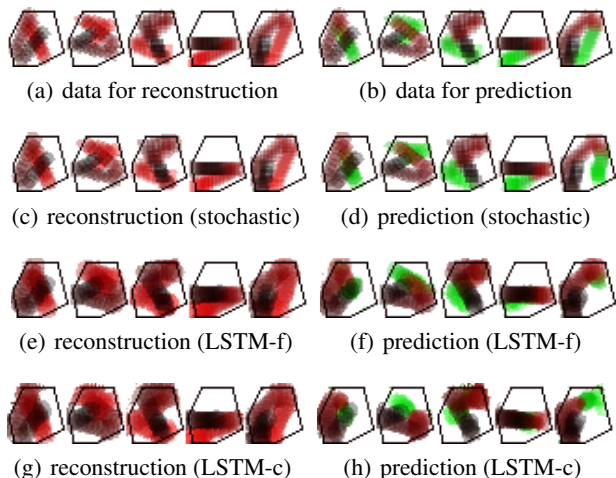 (a) data for reconstruction
(b) data for prediction
(c) reconstruction (stochastic)
(d) prediction (stochastic)
(e) reconstruction (LSTM-f)
(f) prediction (LSTM-f)
(g) reconstruction (LSTM-c)
(h) prediction (LSTM-c)